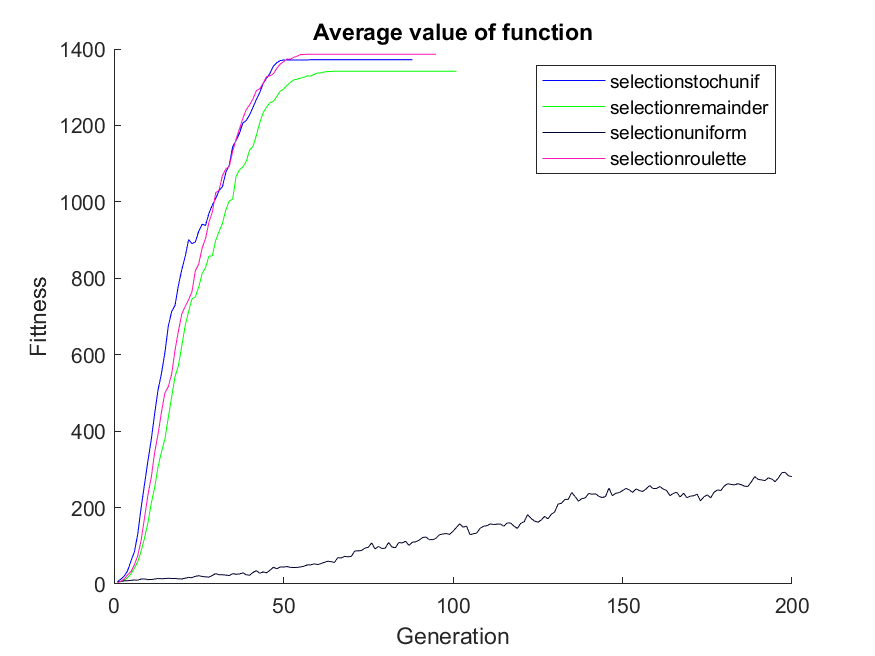 Average value of function
1400
1200
1000
800
600
400
200
0
Fittness
selectionstochunif
selectionremainder
selectionuniform
selectionroulette
0 50 100 150 200
Generation